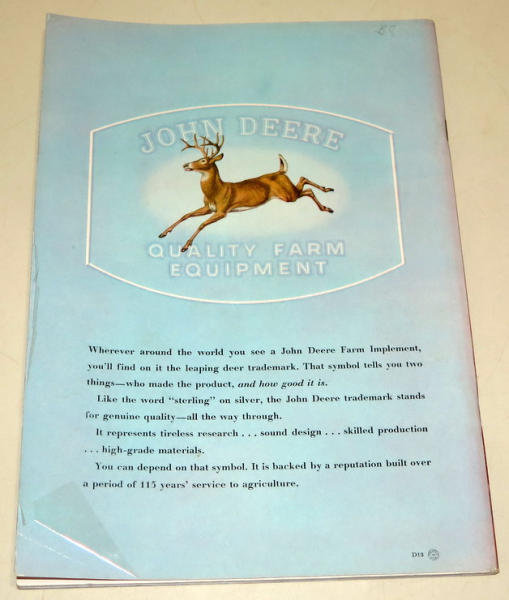 JOHN DEERE
QUALITY FARM
EQUIPMENT
Wherever around the world you see a John Deere Farm Implement,
you'll find on it the leaping deer trademark. That symbol tells you two
things—who made the product, and how good it is.
Like the word "sterling" on silver, the John Deere trademark stands
for genuine quality—all the way through.
It represents tireless research . . . sound design . . . skilled production
. . . high-grade materials.
You can depend on that symbol. It is backed by a reputation built over
a period of 115 years' service to agriculture.
D13